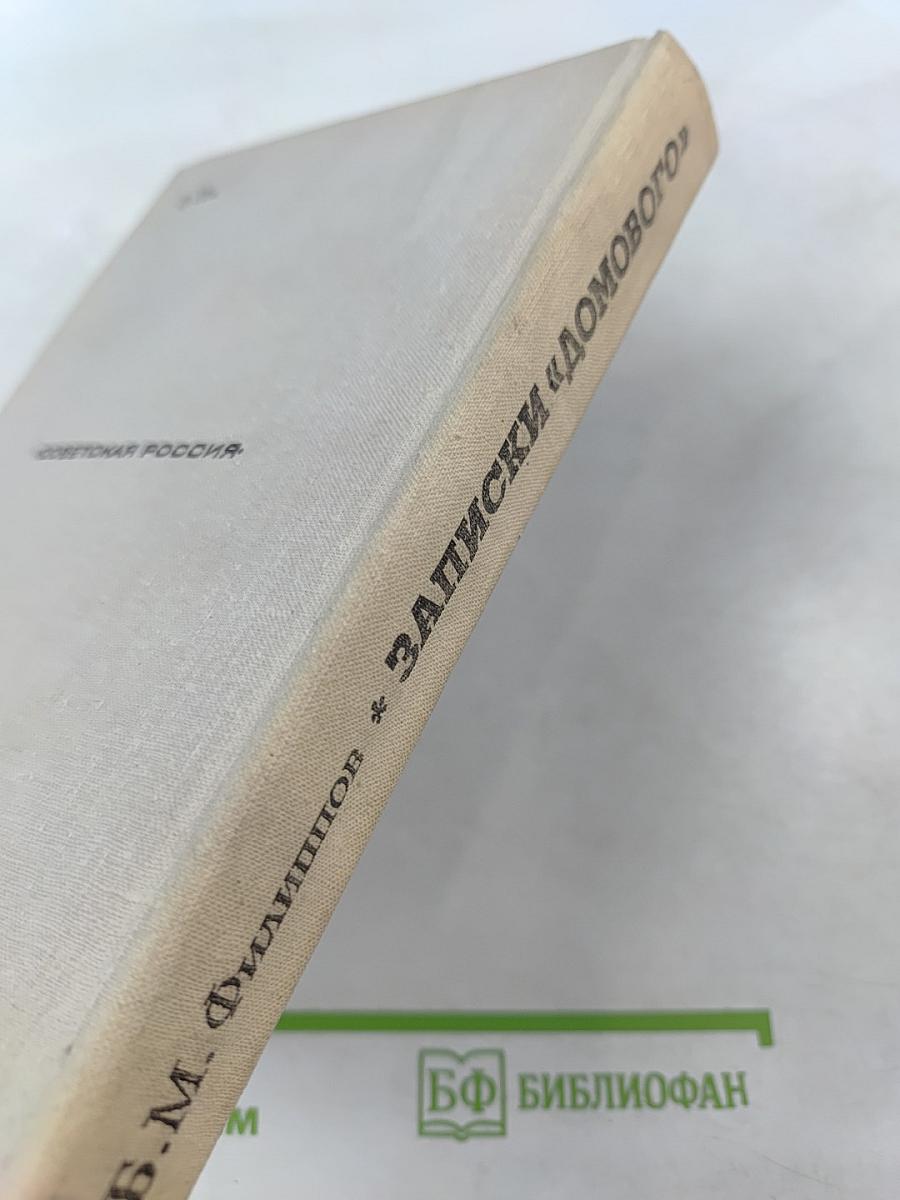 «СОВЕТСКАЯ РОССИЯ»
Б.М. Филиппов * ЗАПИСКИ «ДОМОВОГО»
БФ БИБЛИОФАН